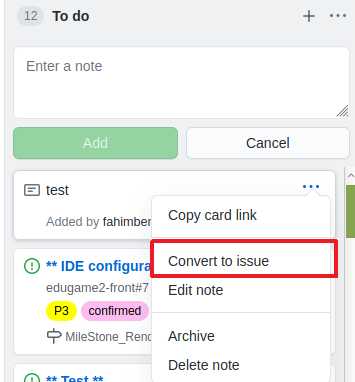 12 To do
Enter a note
Add Cancel
test
Added by fahimber
Copy card link
Convert to issue
Edit note
Archive
Delete note
** IDE configura
edugame2-front#7
P3 confirmed
MileStone_Rend
** Test **